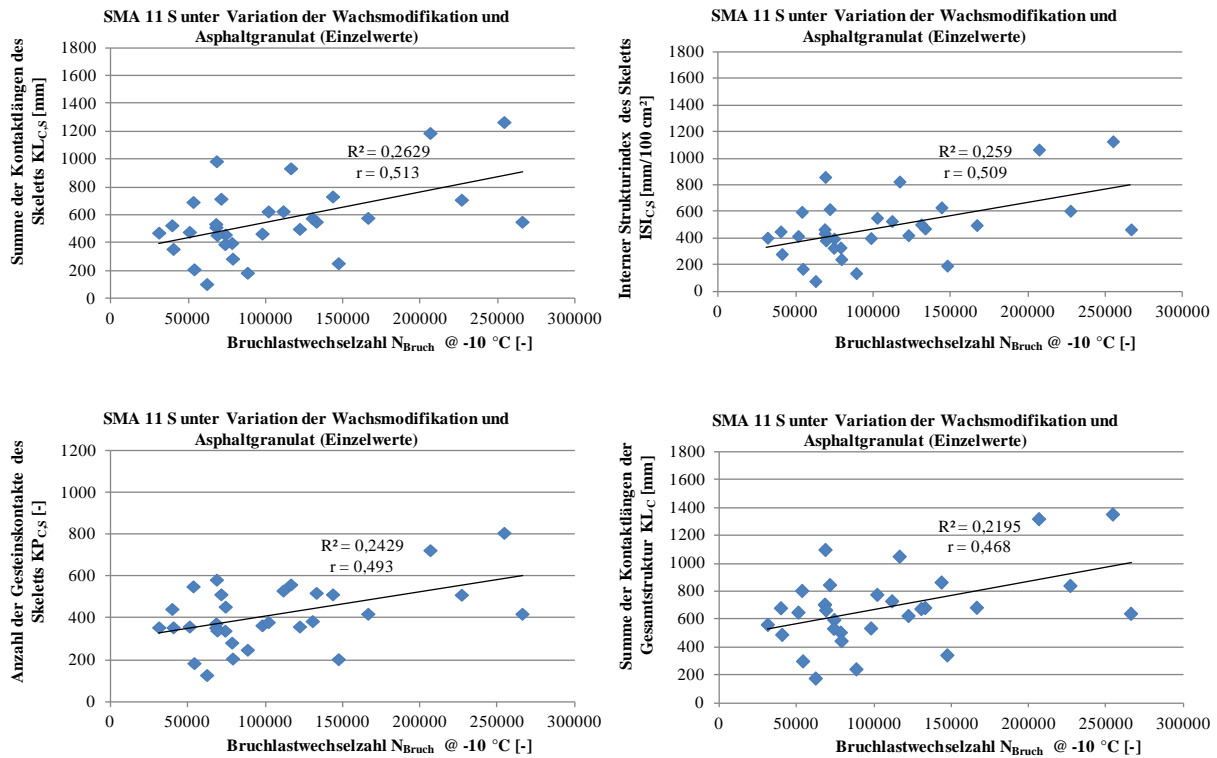 SMA 11 S unter Variation der Wachsmodifikation und
Asphaltgranulat (Einzelwerte)
Summe der Kontaktlängen des
Skeletts KL_C,S [mm]
1800
1600
1400
1200
1000
800
600
400
200
0
R² = 0,2629
r = 0,513
0 50000 100000 150000 200000 250000 300000
Bruchlastwechselzahl N_Bruch @ -10 °C [-]
SMA 11 S unter Variation der Wachsmodifikation und
Asphaltgranulat (Einzelwerte)
Interner Strukturindex des Skeletts
ISI_C,S [mm/100 cm²]
1800
1600
1400
1200
1000
800
600
400
200
0
R² = 0,259
r = 0,509
0 50000 100000 150000 200000 250000 300000
Bruchlastwechselzahl N_Bruch @ -10 °C [-]
SMA 11 S unter Variation der Wachsmodifikation und
Asphaltgranulat (Einzelwerte)
Anzahl der Gesteinskontakte des
Skeletts KP_C,S [-]
1200
1000
800
600
400
200
0
R² = 0,2429
r = 0,493
0 50000 100000 150000 200000 250000 300000
Bruchlastwechselzahl N_Bruch @ -10 °C [-]
SMA 11 S unter Variation der Wachsmodifikation und
Asphaltgranulat (Einzelwerte)
Summe der Kontaktlängen der
Gesamtstruktur KL_C [mm]
1800
1600
1400
1200
1000
800
600
400
200
0
R² = 0,2195
r = 0,468
0 50000 100000 150000 200000 250000 300000
Bruchlastwechselzahl N_Bruch @ -10 °C [-]